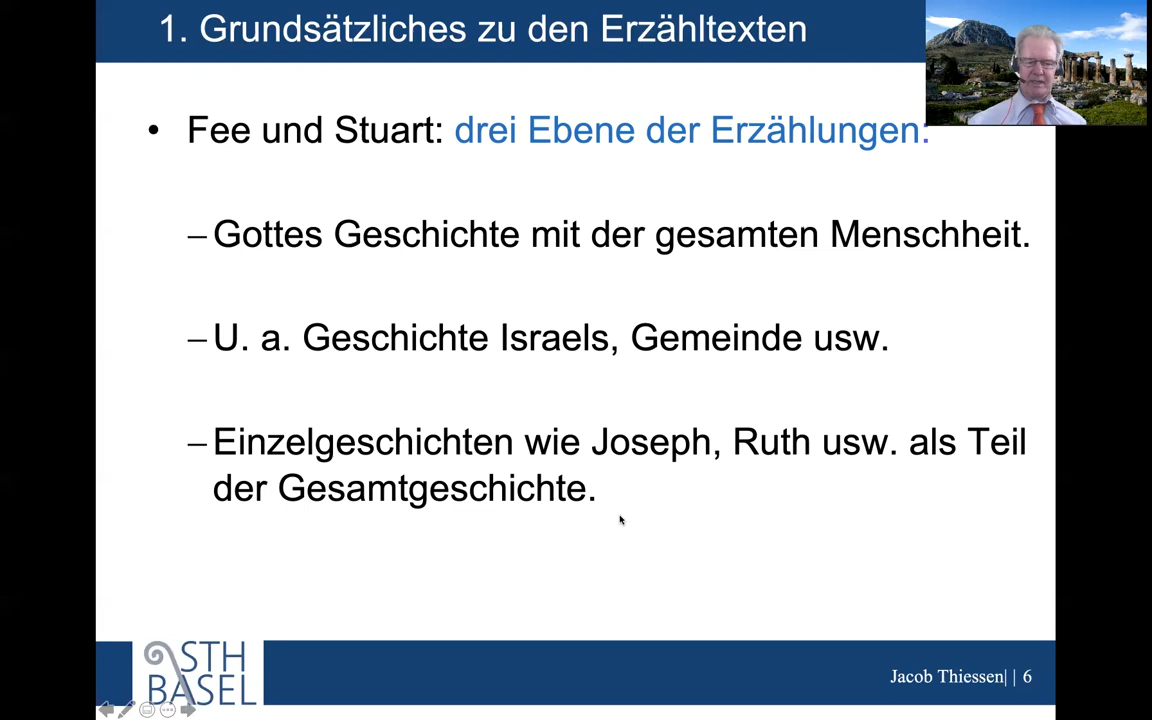 1. Grundsätzliches zu den Erzähltexten
• Fee und Stuart: drei Ebene der Erzählungen:
–Gottes Geschichte mit der gesamten Menschheit.
–U. a. Geschichte Israels, Gemeinde usw.
–Einzelgeschichten wie Joseph, Ruth usw. als Teil
der Gesamtgeschichte.
STH
BASEL
Jacob Thiessen| | 6